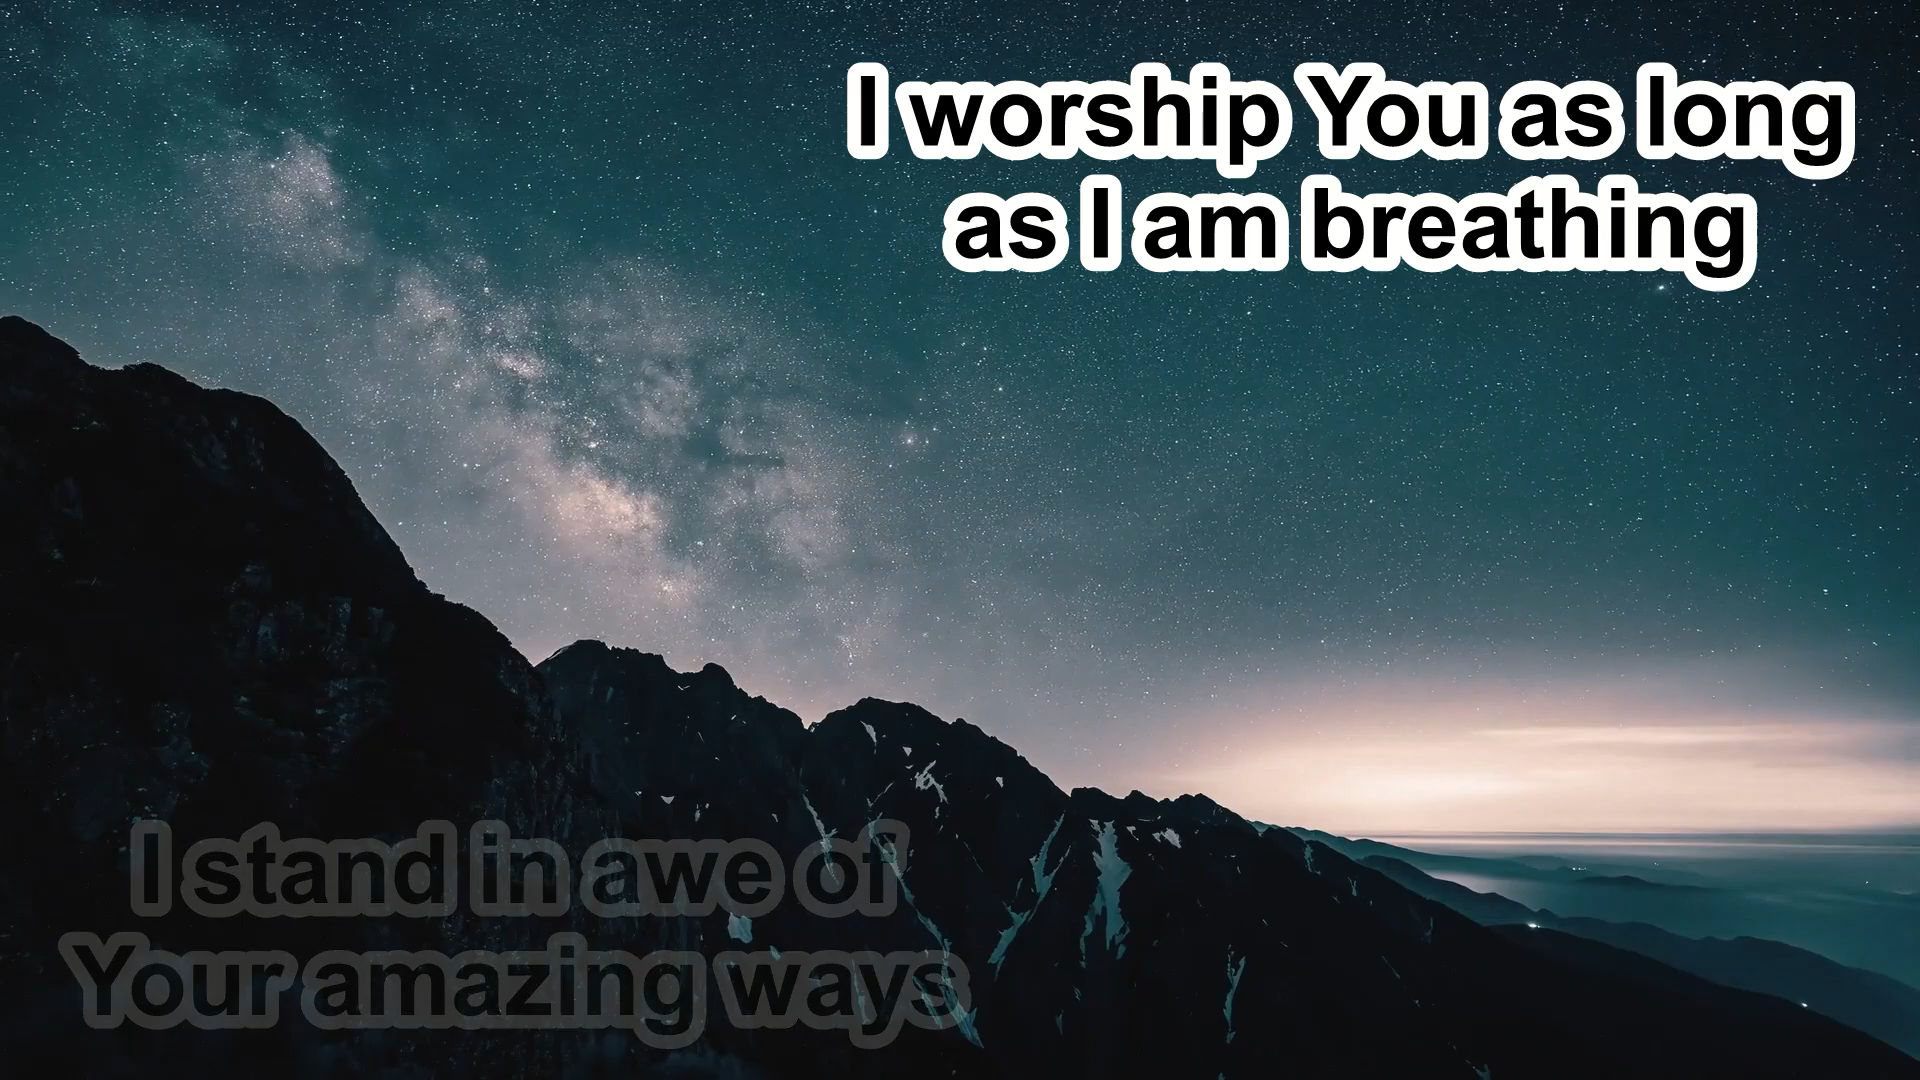 I worship You as long
as I am breathing
I stand in awe of
Your amazing ways